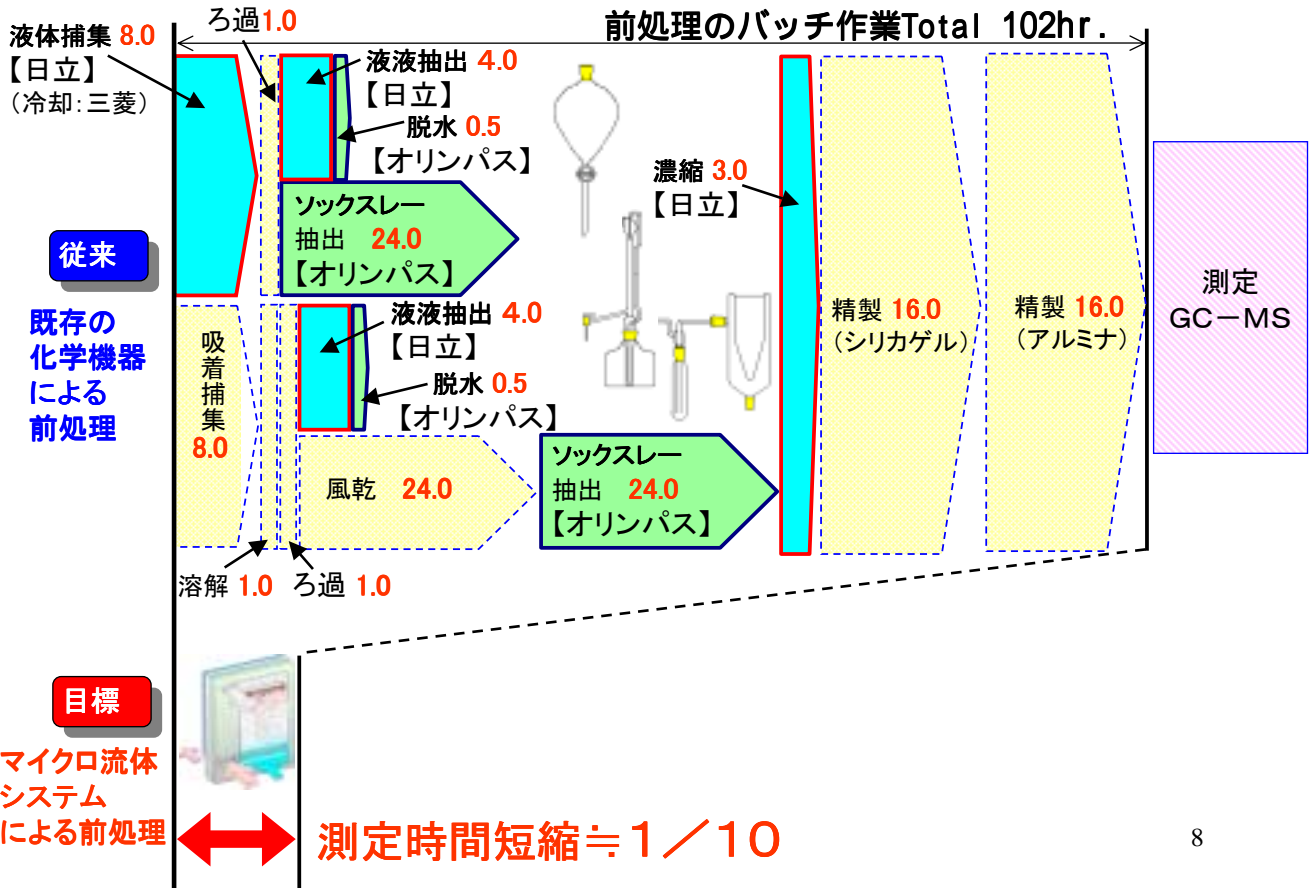 前処理のバッチ作業Total 102hr.
液体捕集 8.0
【日立】
（冷却：三菱）
ろ過1.0
液液抽出 4.0
【日立】
脱水 0.5
【オリンパス】
ソックスレー
抽出 24.0
【オリンパス】
濃縮 3.0
【日立】
従来
既存の
化学機器
による
前処理
吸着捕集
8.0
液液抽出 4.0
【日立】
脱水 0.5
【オリンパス】
風乾 24.0
ソックスレー
抽出 24.0
【オリンパス】
精製 16.0
（シリカゲル）
精製 16.0
（アルミナ）
測定
GC－MS
溶解 1.0
ろ過 1.0
目標
マイクロ流体
システム
による前処理
測定時間短縮≒1／10
8